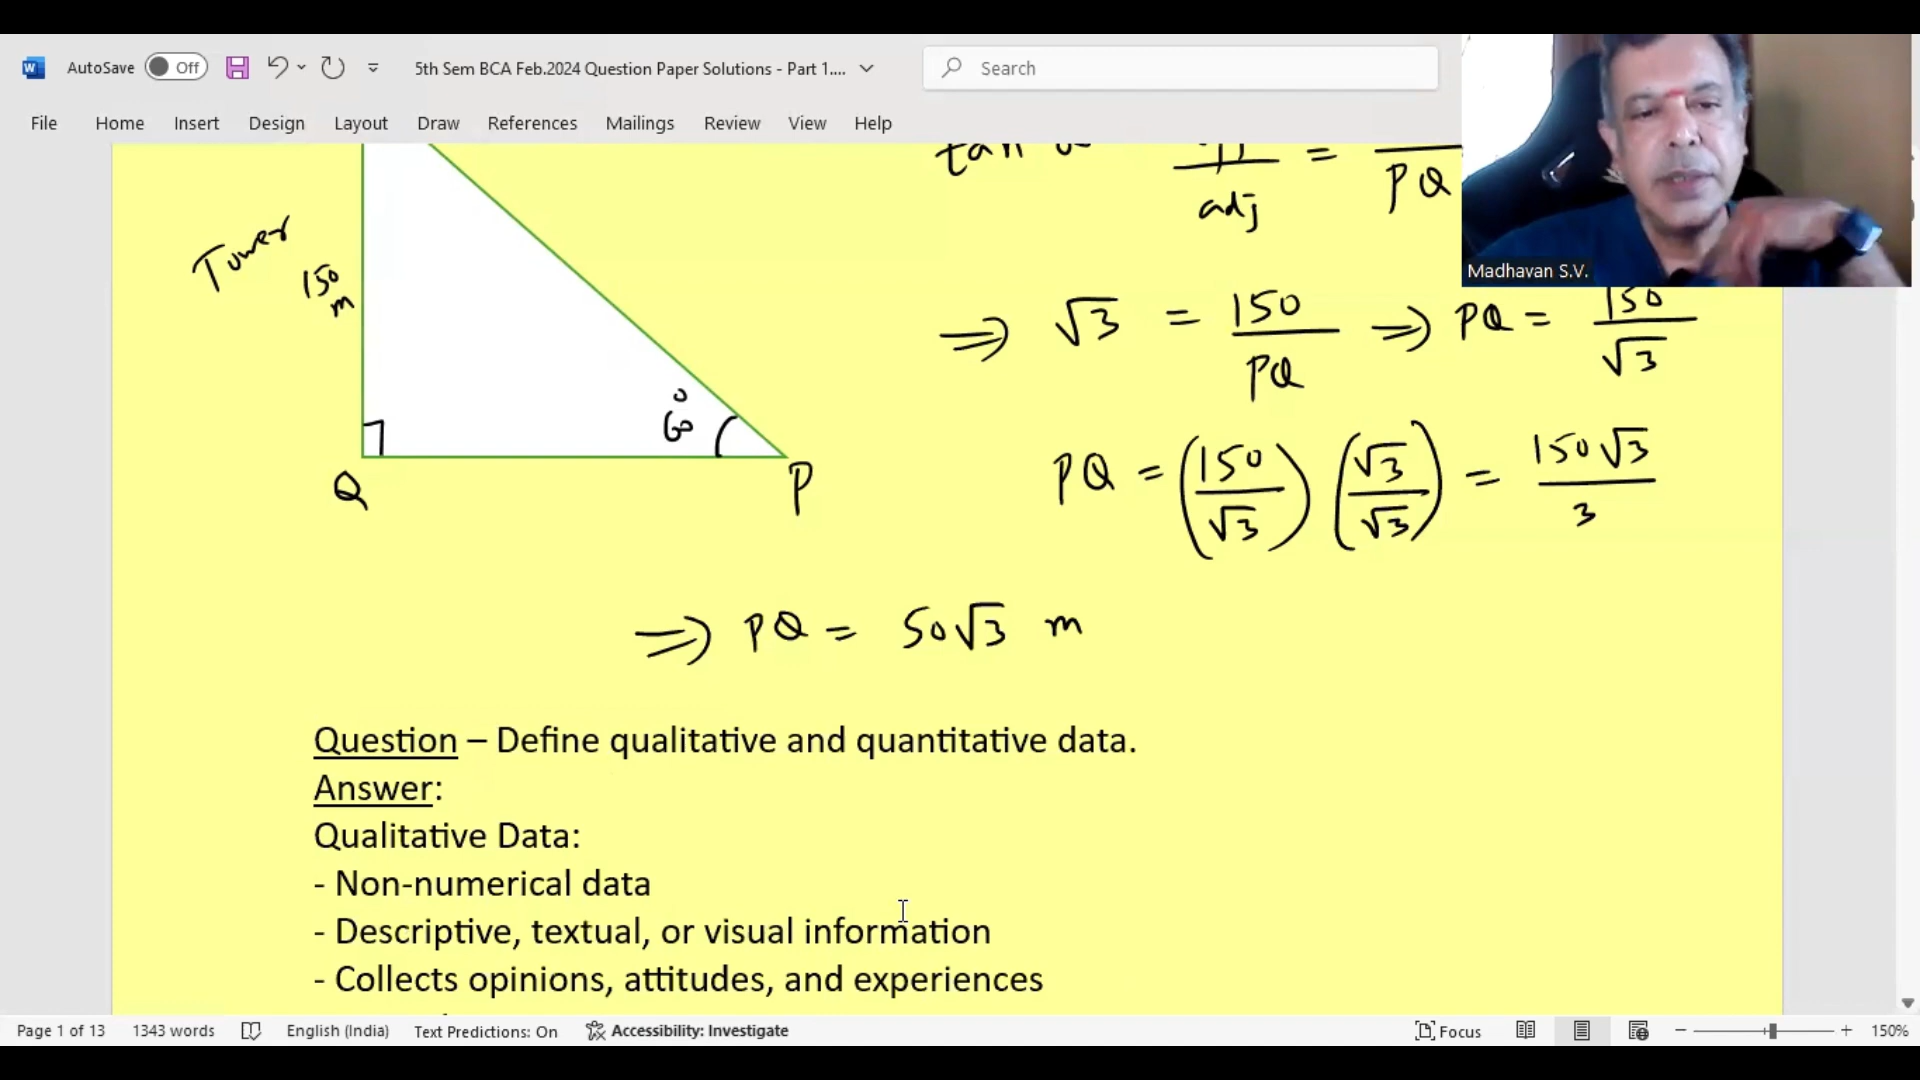 AutoSave Off 5th Sem BCA Feb.2024 Question Paper Solutions - Part 1.... Search
File Home Insert Design Layout Draw References Mailings Review View Help
Madhavan S.V.
tan
adj = PQ
Tower
150
m
⇒ √3 = 150/PQ ⇒ PQ = 150/√3
60°
Q
P
PQ = (150/√3) (√3/√3) = 150√3/3
⇒ PQ = 50√3 m
Question – Define qualitative and quantitative data.
Answer:
Qualitative Data:
- Non-numerical data
- Descriptive, textual, or visual information
- Collects opinions, attitudes, and experiences
Page 1 of 13 1343 words English (India) Text Predictions: On Accessibility: Investigate Focus 150%